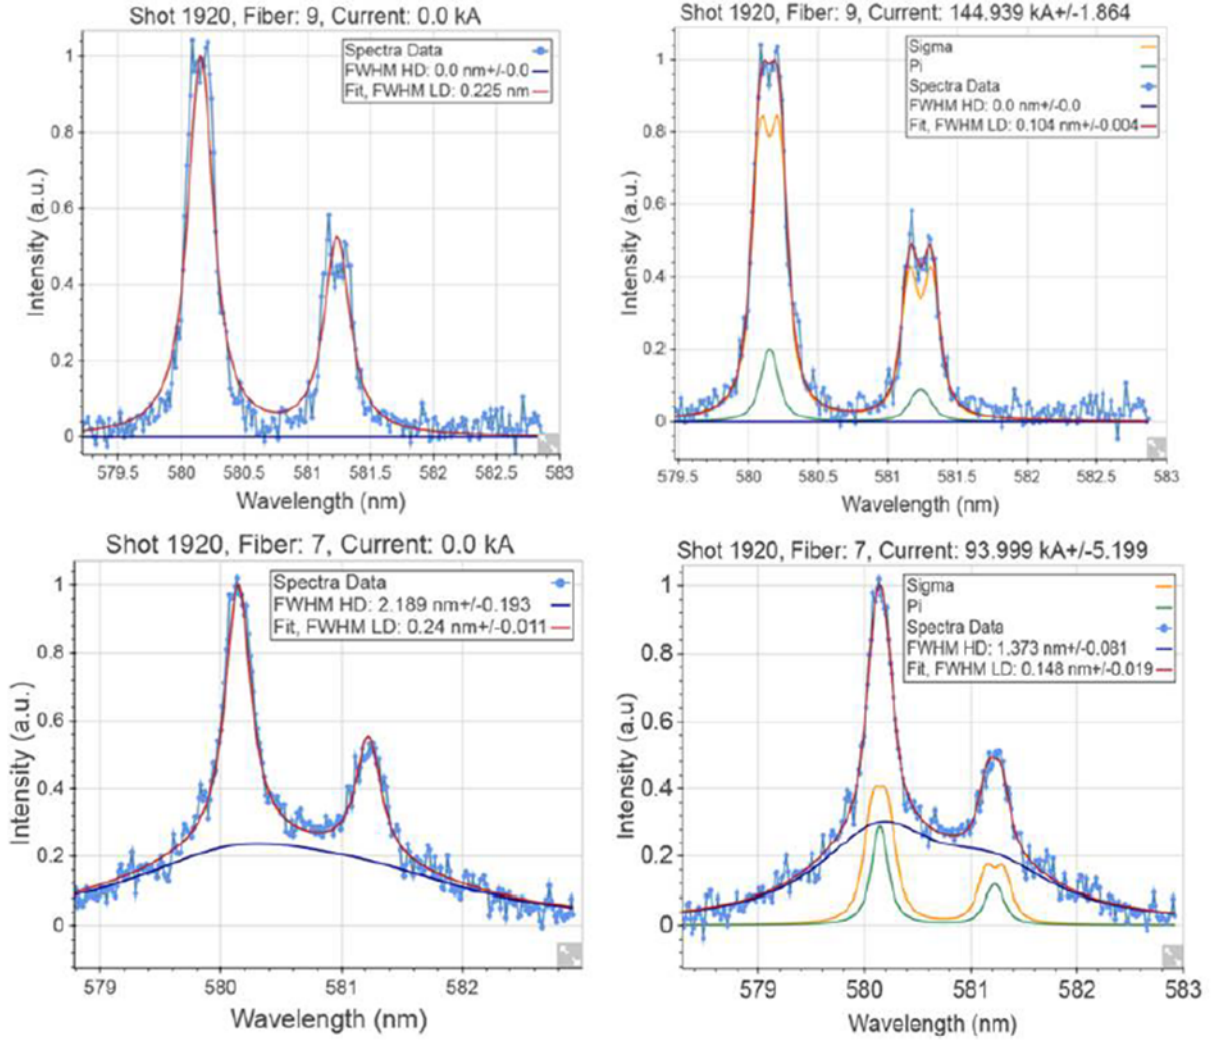 Shot 1920, Fiber: 9, Current: 0.0 kA
Spectra Data
FWHM HD: 0.0 nm+/-0.0
Fit, FWHM LD: 0.225 nm
Intensity (a.u.)
1
0.8
0.6
0.4
0.2
0
579.5 580 580.5 581 581.5 582 582.5 583
Wavelength (nm)
Shot 1920, Fiber: 9, Current: 144.939 kA+/-1.864
Sigma
Pi
Spectra Data
FWHM HD: 0.0 nm+/-0.0
Fit, FWHM LD: 0.104 nm+/-0.004
Intensity (a.u.)
1
0.8
0.6
0.4
0.2
0
579.5 580 580.5 581 581.5 582 582.5 583
Wavelength (nm)
Shot 1920, Fiber: 7, Current: 0.0 kA
Spectra Data
FWHM HD: 2.189 nm+/-0.193
Fit, FWHM LD: 0.24 nm+/-0.011
Intensity (a.u.)
1
0.8
0.6
0.4
0.2
0
579 580 581 582
Wavelength (nm)
Shot 1920, Fiber: 7, Current: 93.999 kA+/-5.199
Sigma
Pi
Spectra Data
FWHM HD: 1.373 nm+/-0.081
Fit, FWHM LD: 0.148 nm+/-0.019
Intensity (a.u)
1
0.8
0.6
0.4
0.2
0
579 580 581 582 583
Wavelength (nm)